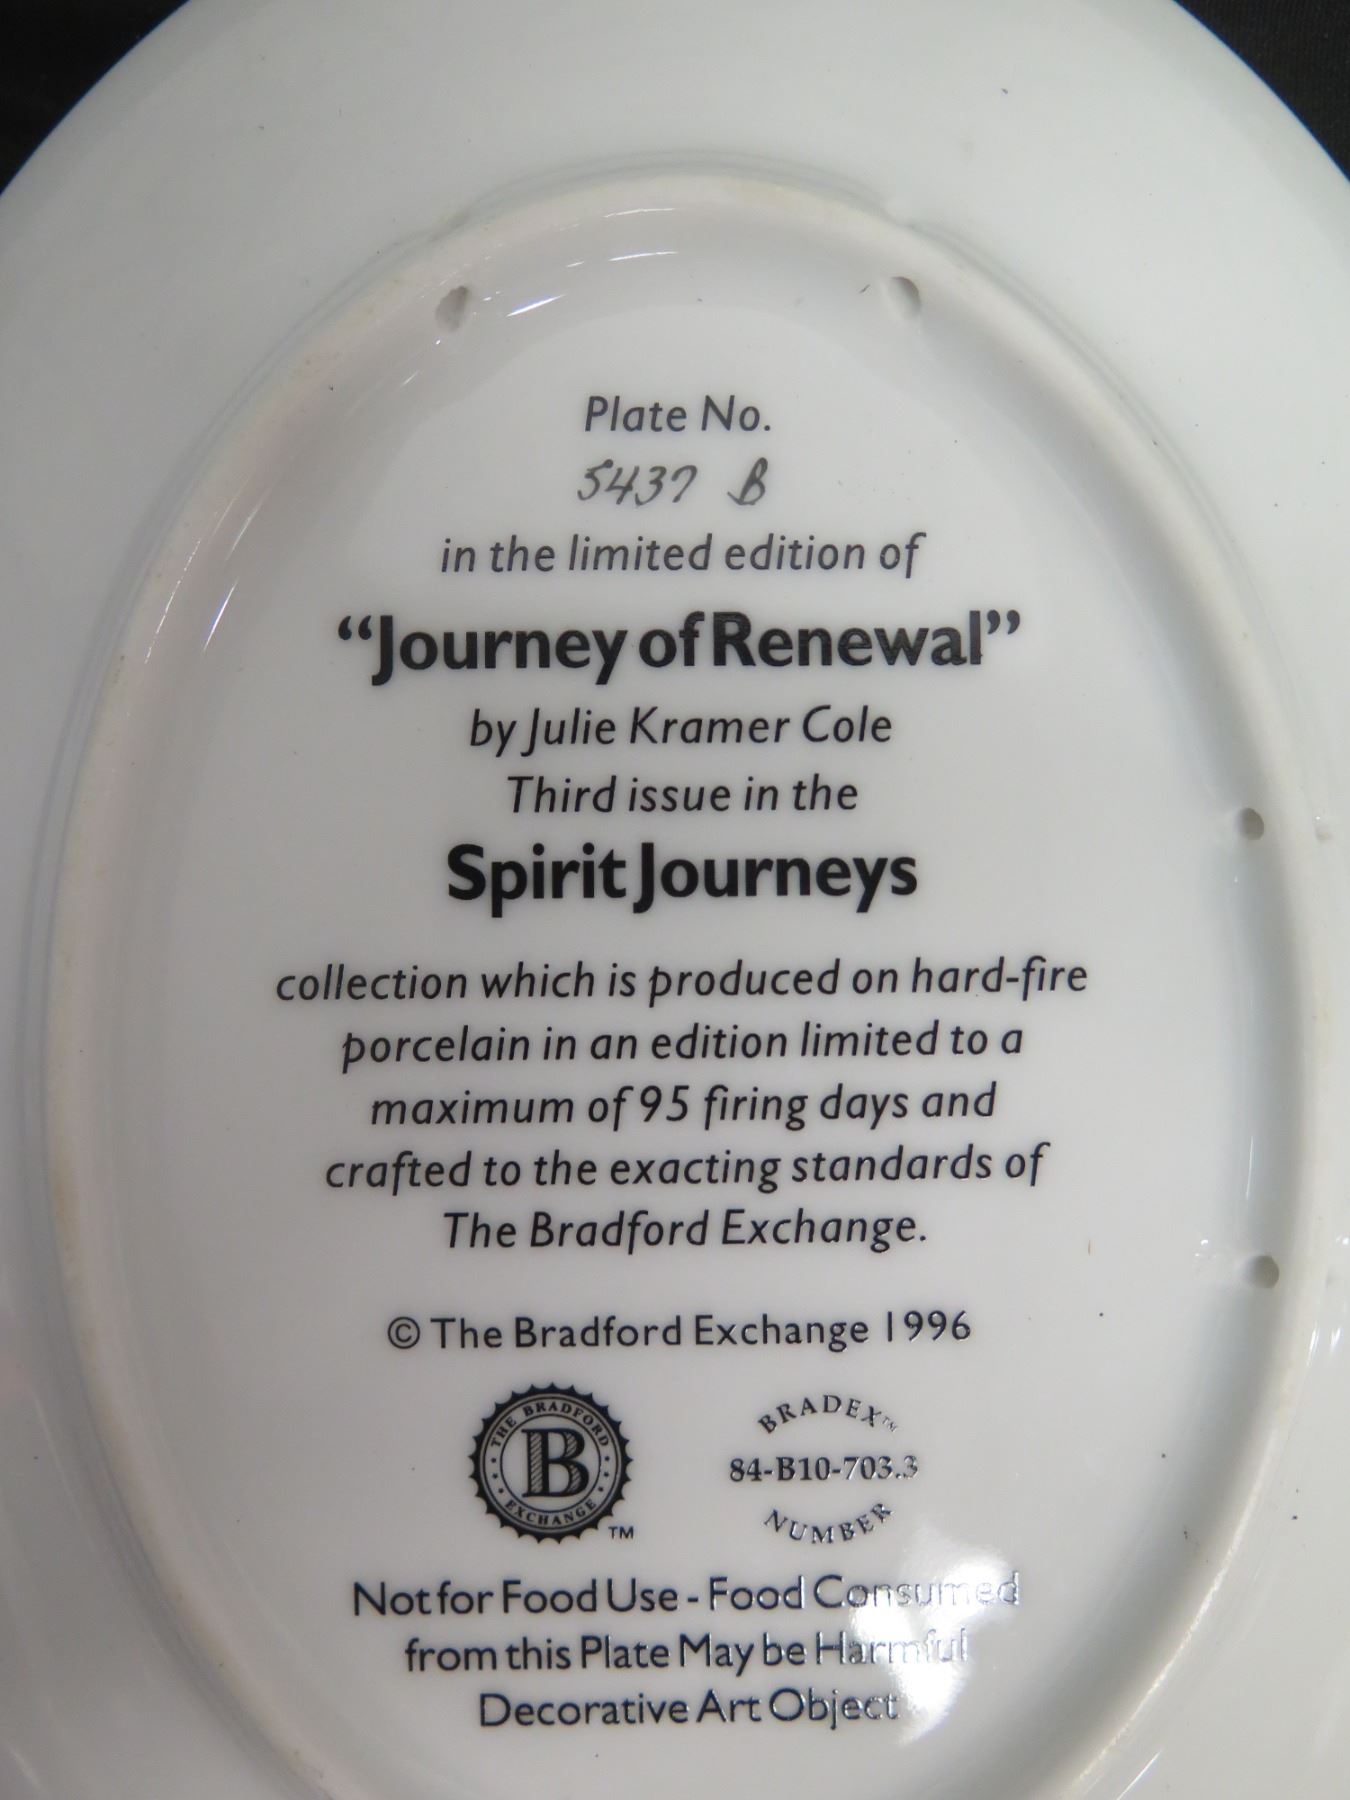 Plate No.
5437 B
in the limited edition of
“Journey of Renewal”
by Julie Kramer Cole
Third issue in the
Spirit Journeys
collection which is produced on hard-fire
porcelain in an edition limited to a
maximum of 95 firing days and
crafted to the exacting standards of
The Bradford Exchange.
© The Bradford Exchange 1996
THE BRADFORD
B
EXCHANGE
TM
BRADEX™
84-B10-703.3
NUMBER
Not for Food Use - Food Consumed
from this Plate May be Harmful
Decorative Art Object